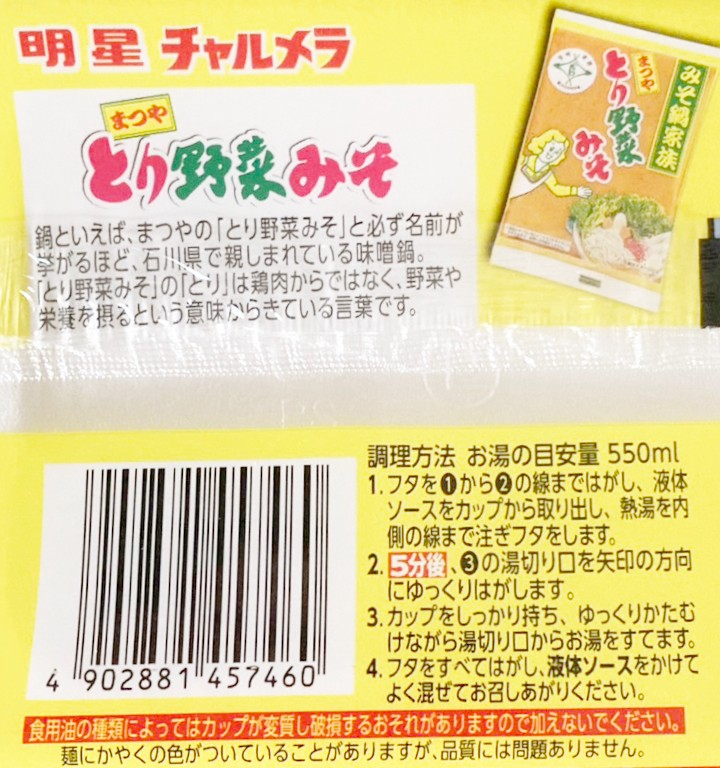 明星 チャルメラ
まつや
とり野菜みそ
鍋といえば、まつやの「とり野菜みそ」と必ず名前が
挙がるほど、石川県で親しまれている味噌鍋。
「とり野菜みそ」の「とり」は鶏肉からではなく、野菜や
栄養を摂るという意味からきている言葉です。
みそ鍋家族
まつや
とり野菜
みそ
調理方法 お湯の目安量 550ml
1. フタを❶から❷の線まではがし、液体
ソースをカップから取り出し、熱湯を内
側の線まで注ぎフタをします。
2. 5分後、❸の湯切り口を矢印の方向
にゆっくりはがします。
3. カップをしっかり持ち、ゆっくりかたむ
けながら湯切り口からお湯をすてます。
4. フタをすべてはがし、液体ソースをかけて
よく混ぜてお召しあがりください。
4 902881 457460
食用油の種類によってはカップが変質し破損するおそれがありますので加えないでください。
麺にかやくの色がついていることがありますが、品質には問題ありません。